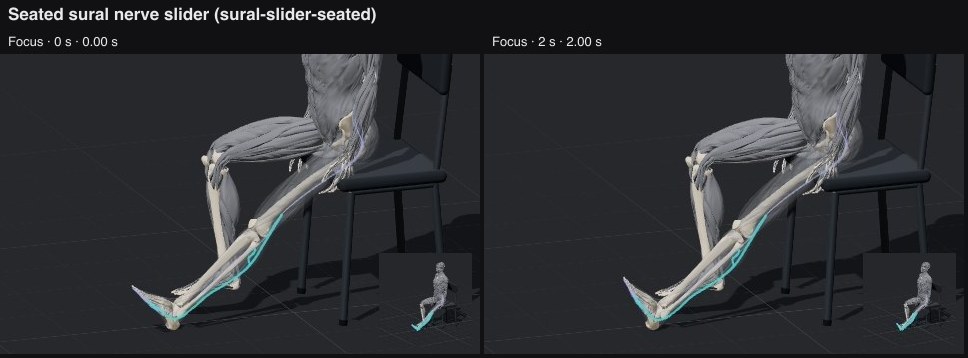 Seated sural nerve slider (sural-slider-seated)
Focus · 0 s · 0.00 s
Focus · 2 s · 2.00 s